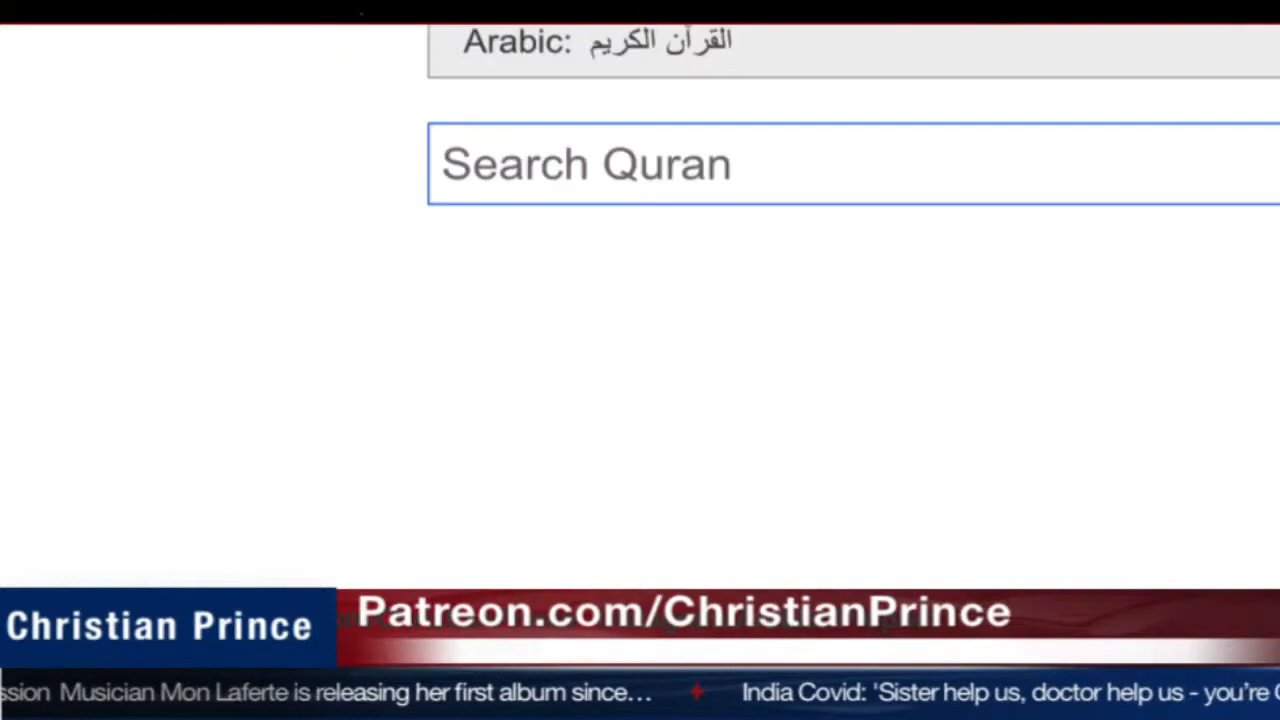 Arabic: القرآن الكريم
Search Quran
Christian Prince
Patreon.com/ChristianPrince
ssion Musician Mon Laferte is releasing her first album since... India Covid: 'Sister help us, doctor help us - you're